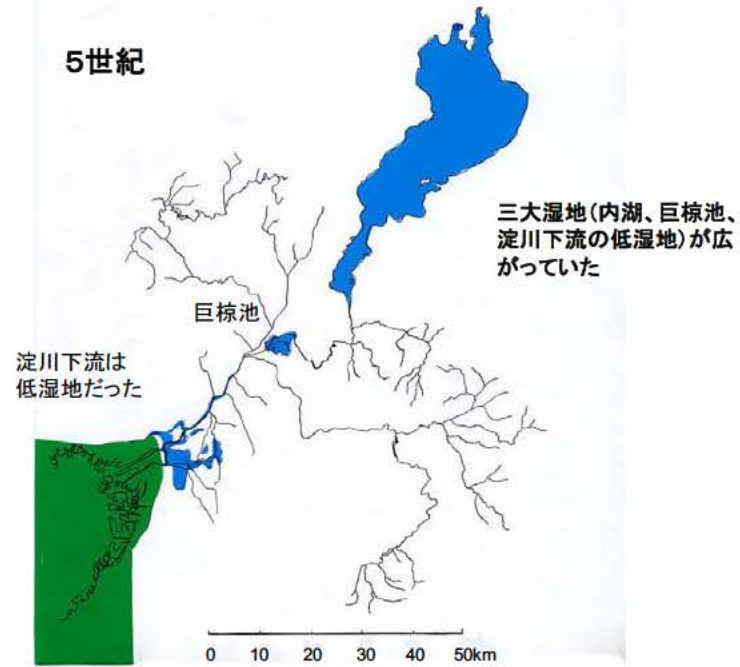 5世紀
三大湿地(内湖、巨椋池、
淀川下流の低湿地)が広
がっていた
巨椋池
淀川下流は
低湿地だった
0 10 20 30 40 50km